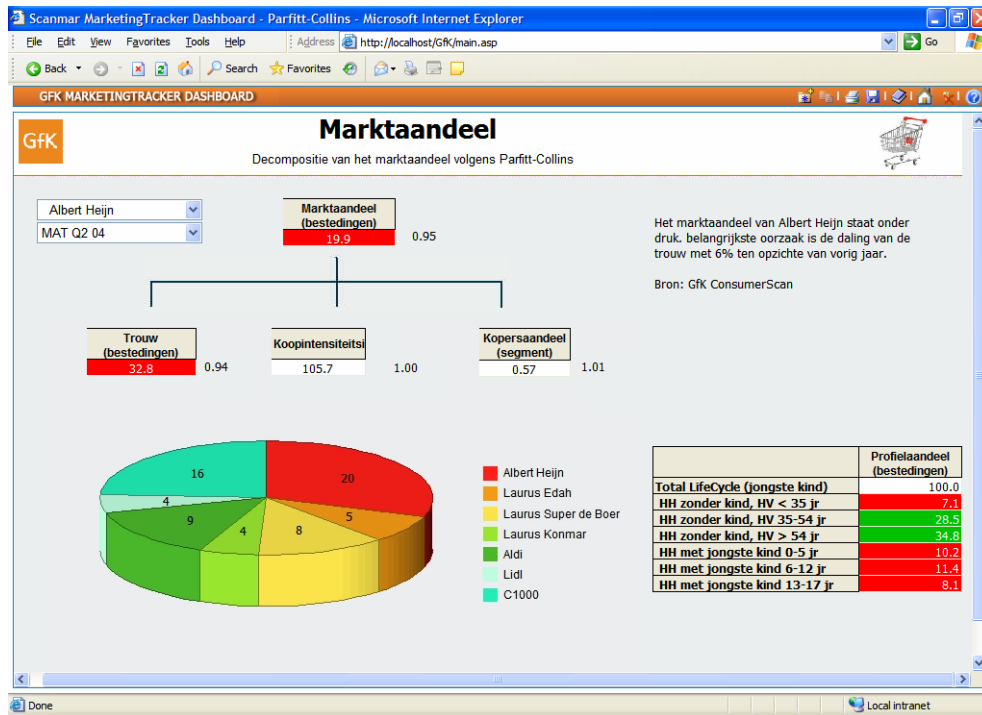 Scanmar MarketingTracker Dashboard - Parfitt-Collins - Microsoft Internet Explorer
File Edit View Favorites Tools Help Address http://localhost/GfK/main.asp Go
Back Search Favorites
GFK MARKETINGTRACKER DASHBOARD
GfK
Marktaandeel
Decompositie van het marktaandeel volgens Parfitt-Collins
Albert Heijn
MAT Q2 04
Marktaandeel
(bestedingen)
19.9 0.95
Het marktaandeel van Albert Heijn staat onder
druk. belangrijkste oorzaak is de daling van de
trouw met 6% ten opzichte van vorig jaar.
Bron: GfK ConsumerScan
Trouw
(bestedingen)
32.8 0.94
Koopintensiteitsi
105.7 1.00
Kopersaandeel
(segment)
0.57 1.01
16
20
4
5
9
4
8
Albert Heijn
Laurus Edah
Laurus Super de Boer
Laurus Konmar
Aldi
Lidl
C1000
Profielaandeel
(bestedingen)
Total LifeCycle (jongste kind) 100.0
HH zonder kind, HV < 35 jr 7.1
HH zonder kind, HV 35-54 jr 28.5
HH zonder kind, HV > 54 jr 34.8
HH met jongste kind 0-5 jr 10.2
HH met jongste kind 6-12 jr 11.4
HH met jongste kind 13-17 jr 8.1
Done
Local intranet